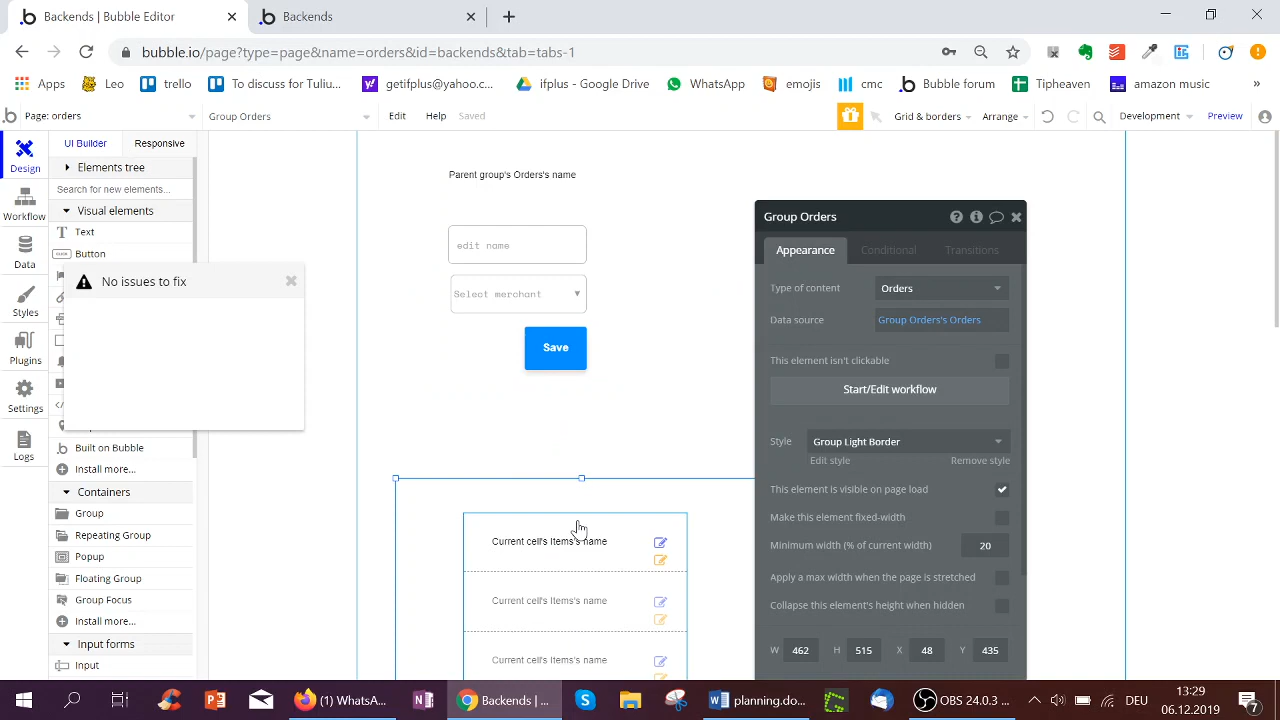 Backends | Bubble Editor
Backends
bubble.io/page?type=page&name=orders&id=backends&tab=tabs-1
Apps
Leo
trello
To discuss for Tuliu...
getifpr@yahoo.c...
ifplus - Google Drive
WhatsApp
emojis
cmc
Bubble forum
Tipheaven
amazon music
»
Page: orders
Group Orders
Edit
Help
Saved
Grid & borders
Arrange
Development
Preview
Design
Workflow
Data
Styles
Plugins
Settings
Logs
UI Builder
Responsive
Elements tree
Search for new elements...
Visual elements
Text
Button
No issues to fix
Built on bubble
Install more...
Containers
Group
Repeating Group
Popup
Floating Group
Group Focus
Install more...
Input forms
Input
Parent group's Orders's name
edit name
Select merchant
Save
Current cell's Items's name
Current cell's Items's name
Current cell's Items's name
Group Orders
Appearance
Conditional
Transitions
Type of content
Orders
Data source
Group Orders's Orders
This element isn't clickable
Start/Edit workflow
Style
Group Light Border
Edit style
Remove style
This element is visible on page load
Make this element fixed-width
Minimum width (% of current width)
20
Apply a max width when the page is stretched
Collapse this element's height when hidden
W 462 H 515 X 48 Y 435
(1) WhatsA...
Backends | ...
planning.do...
OBS 24.0.3 ...
DEU
13:29
06.12.2019
7